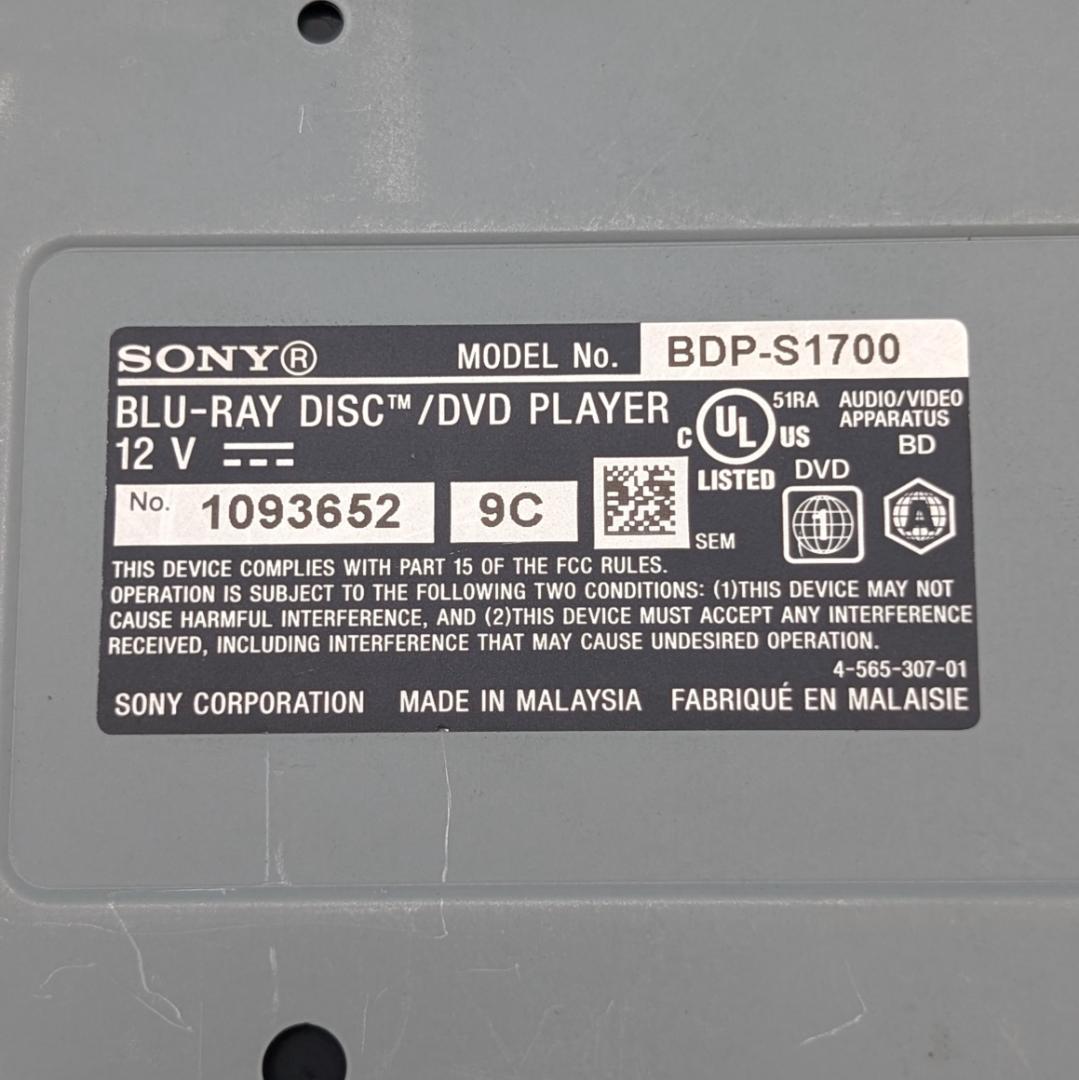 SONY® MODEL No. BDP-S1700
BLU-RAY DISC™/DVD PLAYER
12 V
C UL US LISTED 51RA AUDIO/VIDEO
APPARATUS
DVD BD
1 A
No. 1093652 9C
SEM
THIS DEVICE COMPLIES WITH PART 15 OF THE FCC RULES.
OPERATION IS SUBJECT TO THE FOLLOWING TWO CONDITIONS: (1)THIS DEVICE MAY NOT
CAUSE HARMFUL INTERFERENCE, AND (2)THIS DEVICE MUST ACCEPT ANY INTERFERENCE
RECEIVED, INCLUDING INTERFERENCE THAT MAY CAUSE UNDESIRED OPERATION.
4-565-307-01
SONY CORPORATION MADE IN MALAYSIA FABRIQUÉ EN MALAISIE